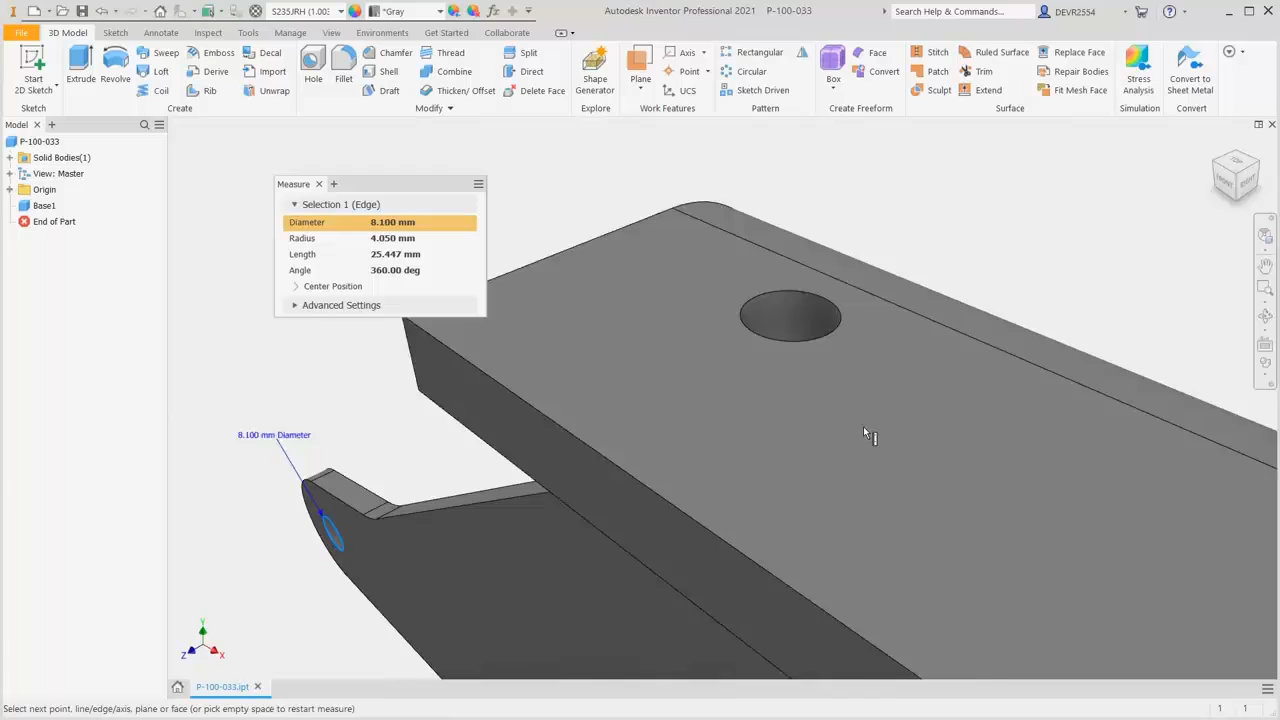 S235JRH (1.003
*Gray
Autodesk Inventor Professional 2021 P-100-033
Search Help & Commands...
DEVR2554
File 3D Model Sketch Annotate Inspect Tools Manage View Environments Get Started Collaborate
Start
2D Sketch
Extrude
Revolve
Sweep
Loft
Coil
Emboss
Derive
Rib
Decal
Import
Unwrap
Hole
Fillet
Chamfer
Shell
Draft
Thread
Combine
Thicken/ Offset
Split
Direct
Delete Face
Shape
Generator
Plane
Axis
Point
UCS
Rectangular
Circular
Sketch Driven
Box
Face
Convert
Stitch
Patch
Sculpt
Ruled Surface
Trim
Extend
Replace Face
Repair Bodies
Fit Mesh Face
Stress
Analysis
Convert to
Sheet Metal
Sketch Create Modify Explore Work Features Pattern Create Freeform Surface Simulation Convert
Model
P-100-033
Solid Bodies(1)
View: Master
Origin
Base1
End of Part
Measure
Selection 1 (Edge)
Diameter 8.100 mm
Radius 4.050 mm
Length 25.447 mm
Angle 360.00 deg
Center Position
Advanced Settings
FRONT RIGHT
8.100 mm Diameter
Y
Z X
P-100-033.ipt
Select next point, line/edge/axis, plane or face (or pick empty space to restart measure)
1 1